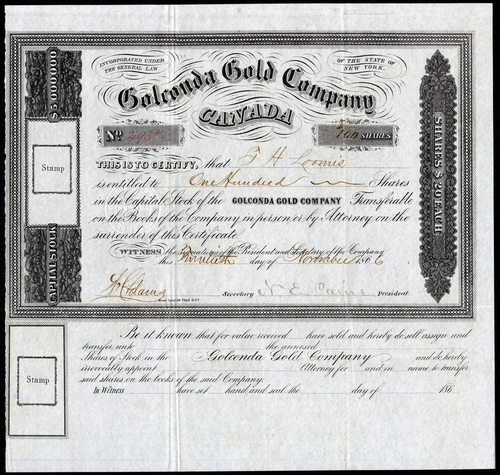 INCORPORATED UNDER THE GENERAL LAW
OF THE STATE OF NEW YORK.
Golconda Gold Company
CANADA
No
100 SHARES
$5,000,000
CAPITAL STOCK
Stamp
SHARES $10 EACH
THIS IS TO CERTIFY, that F H Loomis
is entitled to One Hundred Shares
in the Capital Stock of the GOLCONDA GOLD COMPANY Transferable
on the Books of the Company in person or by Attorney on the
surrender of this Certificate
WITNESS the Signatures of the President and Secretary of the Company
this day of November 1866
Secretary President
Be it known that for value received have sold and hereby do sell assign and
transfer unto the annexed
Shares of Stock in the Golconda Gold Company and do hereby
irrevocably appoint Attorney for and in name to transfer
said shares on the books of the said Company.
In Witness have set hand and seal the day of 186
Stamp